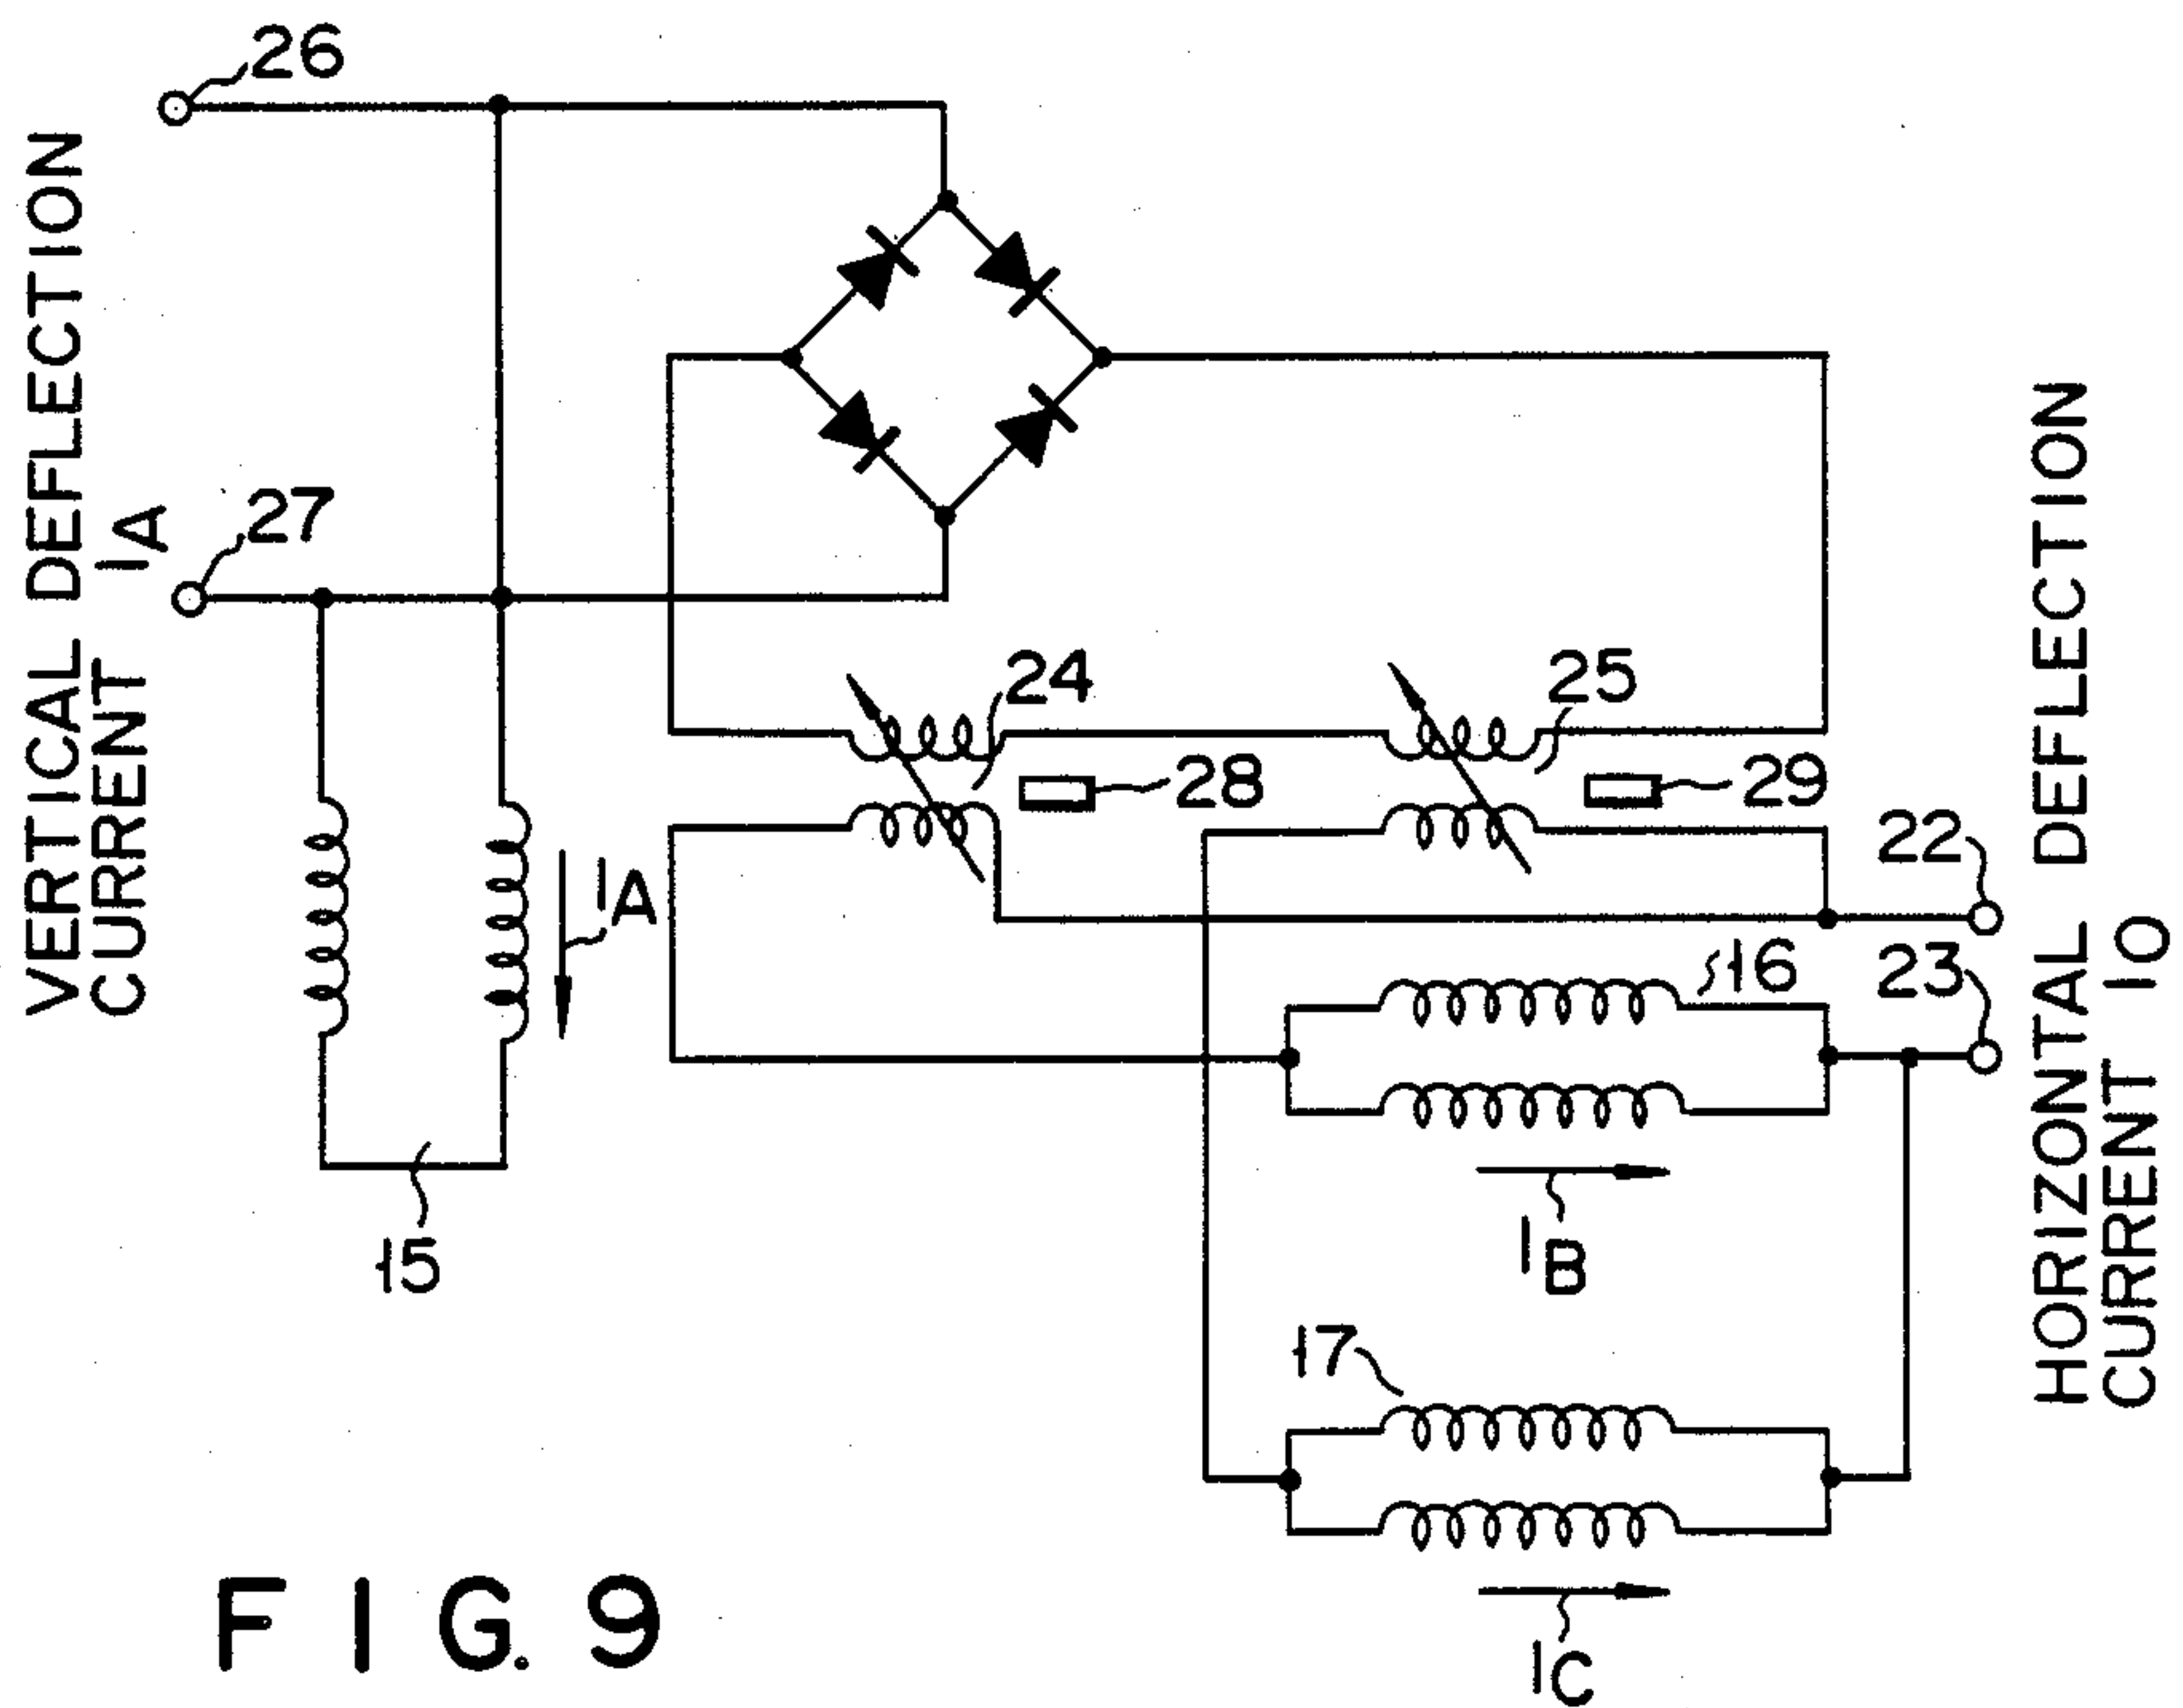 26
VERTICAL DEFLECTION
CURRENT IA
27
24
25
28
29
22
23
HORIZONTAL DEFLECTION
CURRENT IO
IA
16
IB
15
17
IC
FIG. 9